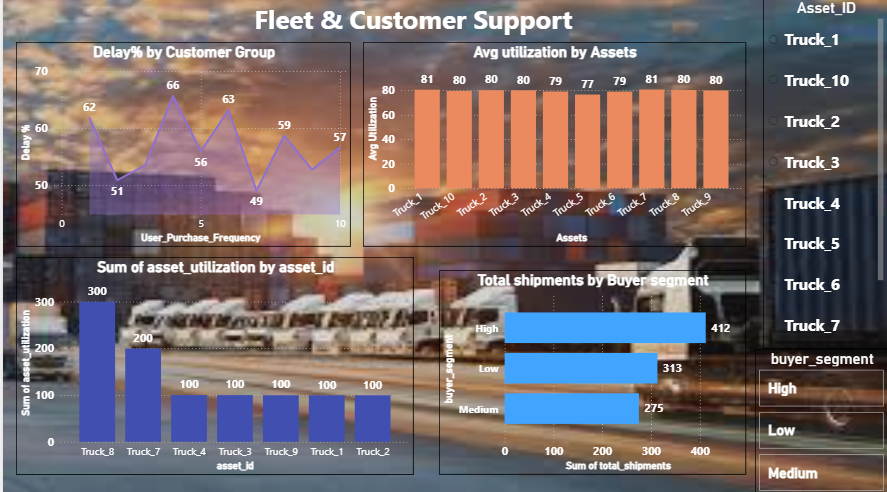 Fleet & Customer Support
Delay% by Customer Group
70
60
50
Delay %
62
51
66
56
63
49
59
57
0
5
10
User_Purchase_Frequency
Avg utilization by Assets
Avg Utilization
80
60
40
20
0
81
80
80
80
79
77
79
81
80
80
Truck_1
Truck_10
Truck_2
Truck_3
Truck_4
Truck_5
Truck_6
Truck_7
Truck_8
Truck_9
Assets
Sum of asset_utilization by asset_id
Sum of asset_utilization
300
200
100
0
300
200
100
100
100
100
100
Truck_8
Truck_7
Truck_4
Truck_3
Truck_9
Truck_1
Truck_2
asset_id
Total shipments by Buyer segment
buyer_segment
High
412
Low
313
Medium
275
0
100
200
300
400
Sum of total_shipments
Asset_ID
Truck_1
Truck_10
Truck_2
Truck_3
Truck_4
Truck_5
Truck_6
Truck_7
buyer_segment
High
Low
Medium